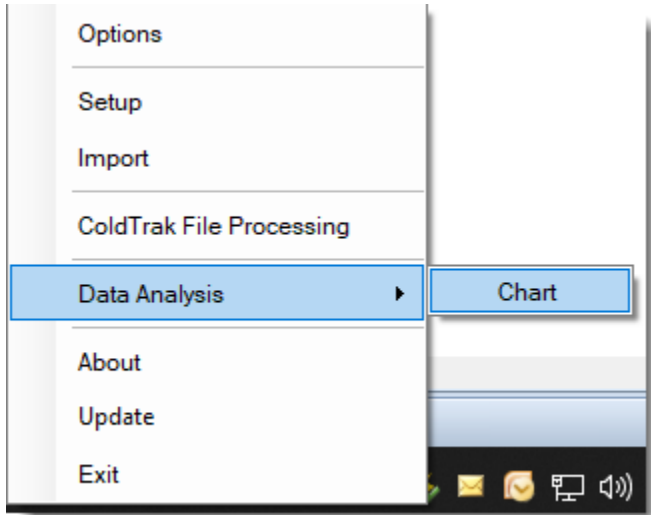 Options
Setup
Import
ColdTrak File Processing
Data Analysis
Chart
About
Update
Exit